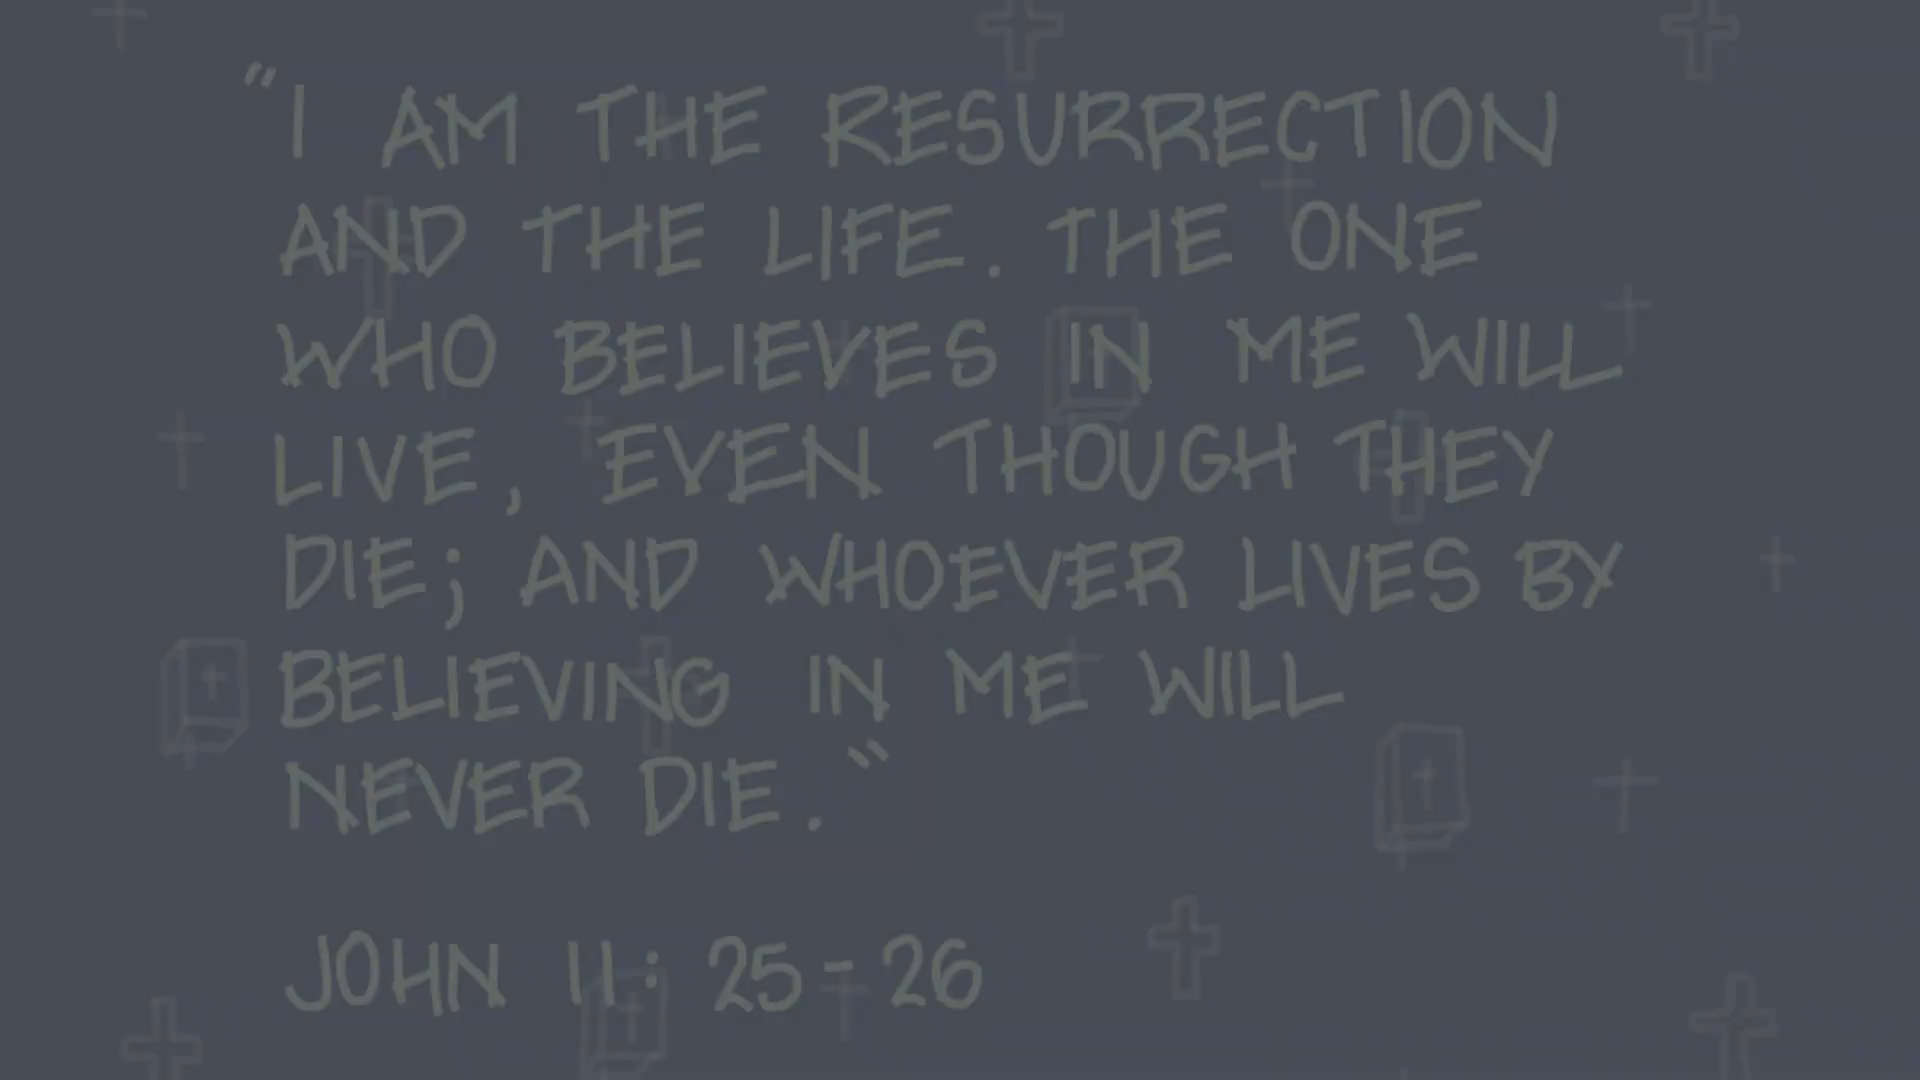 "I AM THE RESURRECTION
AND THE LIFE. THE ONE
WHO BELIEVES IN ME WILL
LIVE, EVEN THOUGH THEY
DIE; AND WHOEVER LIVES BY
BELIEVING IN ME WILL
NEVER DIE."
JOHN 11: 25-26